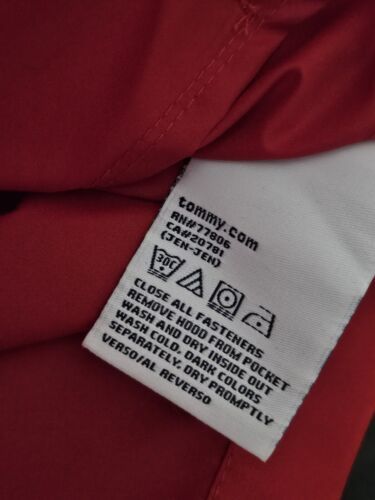 tommy.com
RN#77806
CA#20781
(JEN-JEN)
30C
CLOSE ALL FASTENERS
REMOVE HOOD FROM POCKET
WASH AND DRY INSIDE OUT
WASH COLD, DARK COLORS
SEPARATELY, DRY PROMPTLY
VERSO/AL REVERSO